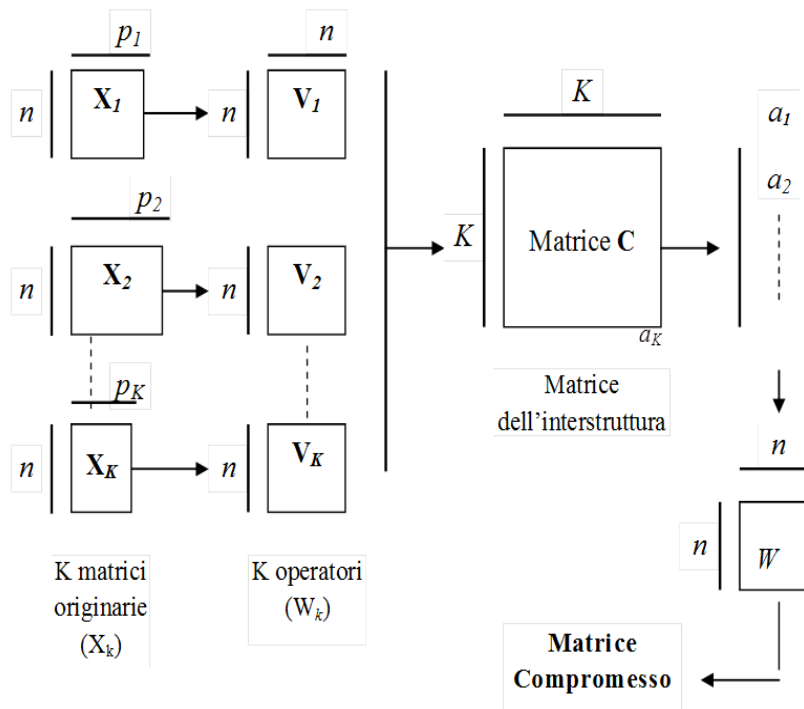 p1 n
n X1 n V1
K
a1
a2
p2
K Matrice C
n X2 n V2
aK
Matrice
dell'interstruttura
pK
n
n XK n VK
n W
K matrici
originarie
(Xk)
K operatori
(Wk)
Matrice
Compromesso